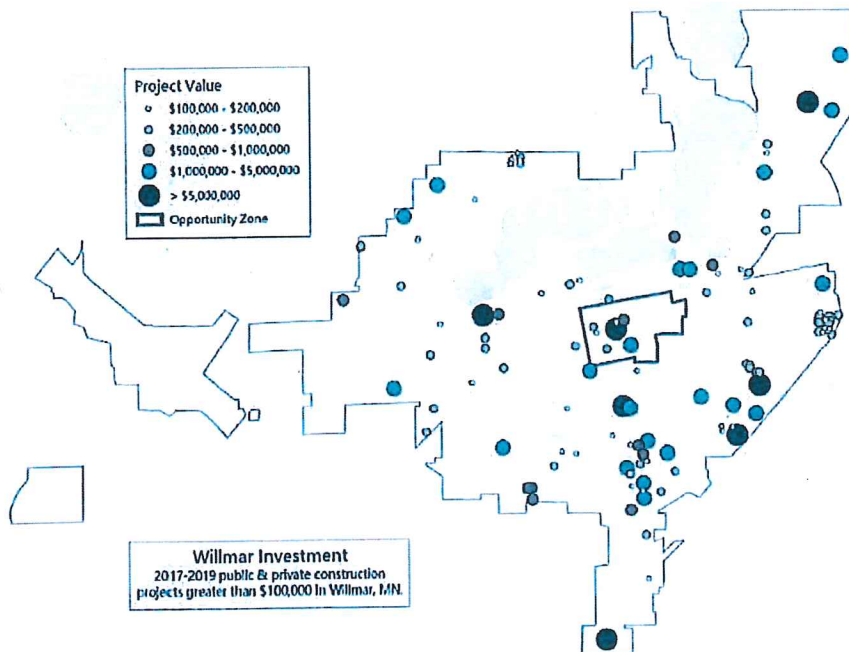 Project Value
$100,000 - $200,000
$200,000 - $500,000
$500,000 - $1,000,000
$1,000,000 - $5,000,000
> $5,000,000
Opportunity Zone
Willmar Investment
2017-2019 public & private construction
projects greater than $100,000 in Willmar, MN.